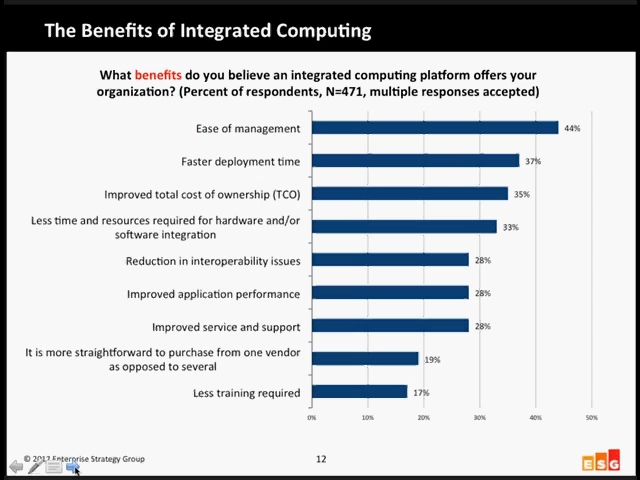 The Benefits of Integrated Computing
What benefits do you believe an integrated computing platform offers your
organization? (Percent of respondents, N=471, multiple responses accepted)
Ease of management
44%
Faster deployment time
37%
Improved total cost of ownership (TCO)
35%
Less time and resources required for hardware and/or
software integration
33%
Reduction in interoperability issues
28%
Improved application performance
28%
Improved service and support
28%
It is more straightforward to purchase from one vendor
as opposed to several
19%
Less training required
17%
0% 10% 20% 30% 40% 50%
© Enterprise Strategy Group
12
ESG